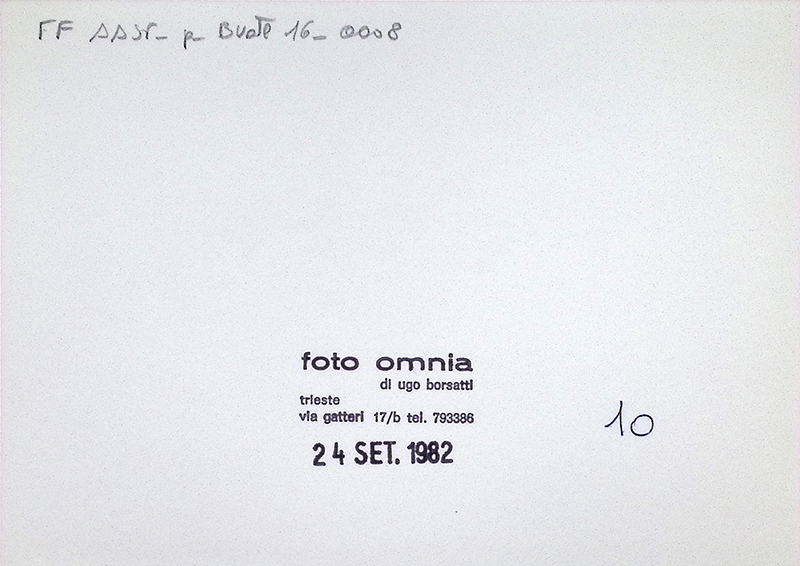 FF AASP_ p_ Buste 16_ 0008
foto omnia
di ugo borsatti
trieste
via gatteri 17/b tel. 793386
24 SET. 1982
10